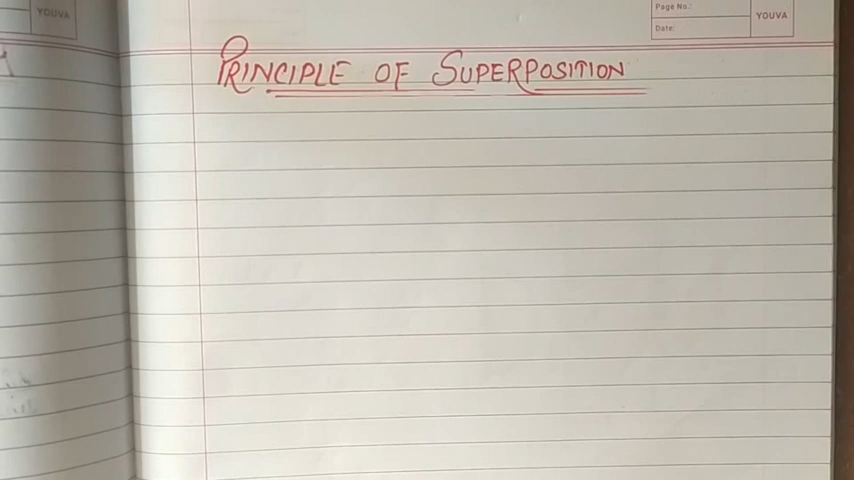 YOUVA
Page No.:
Date:
YOUVA
PRINCIPLE OF SUPERPOSITION